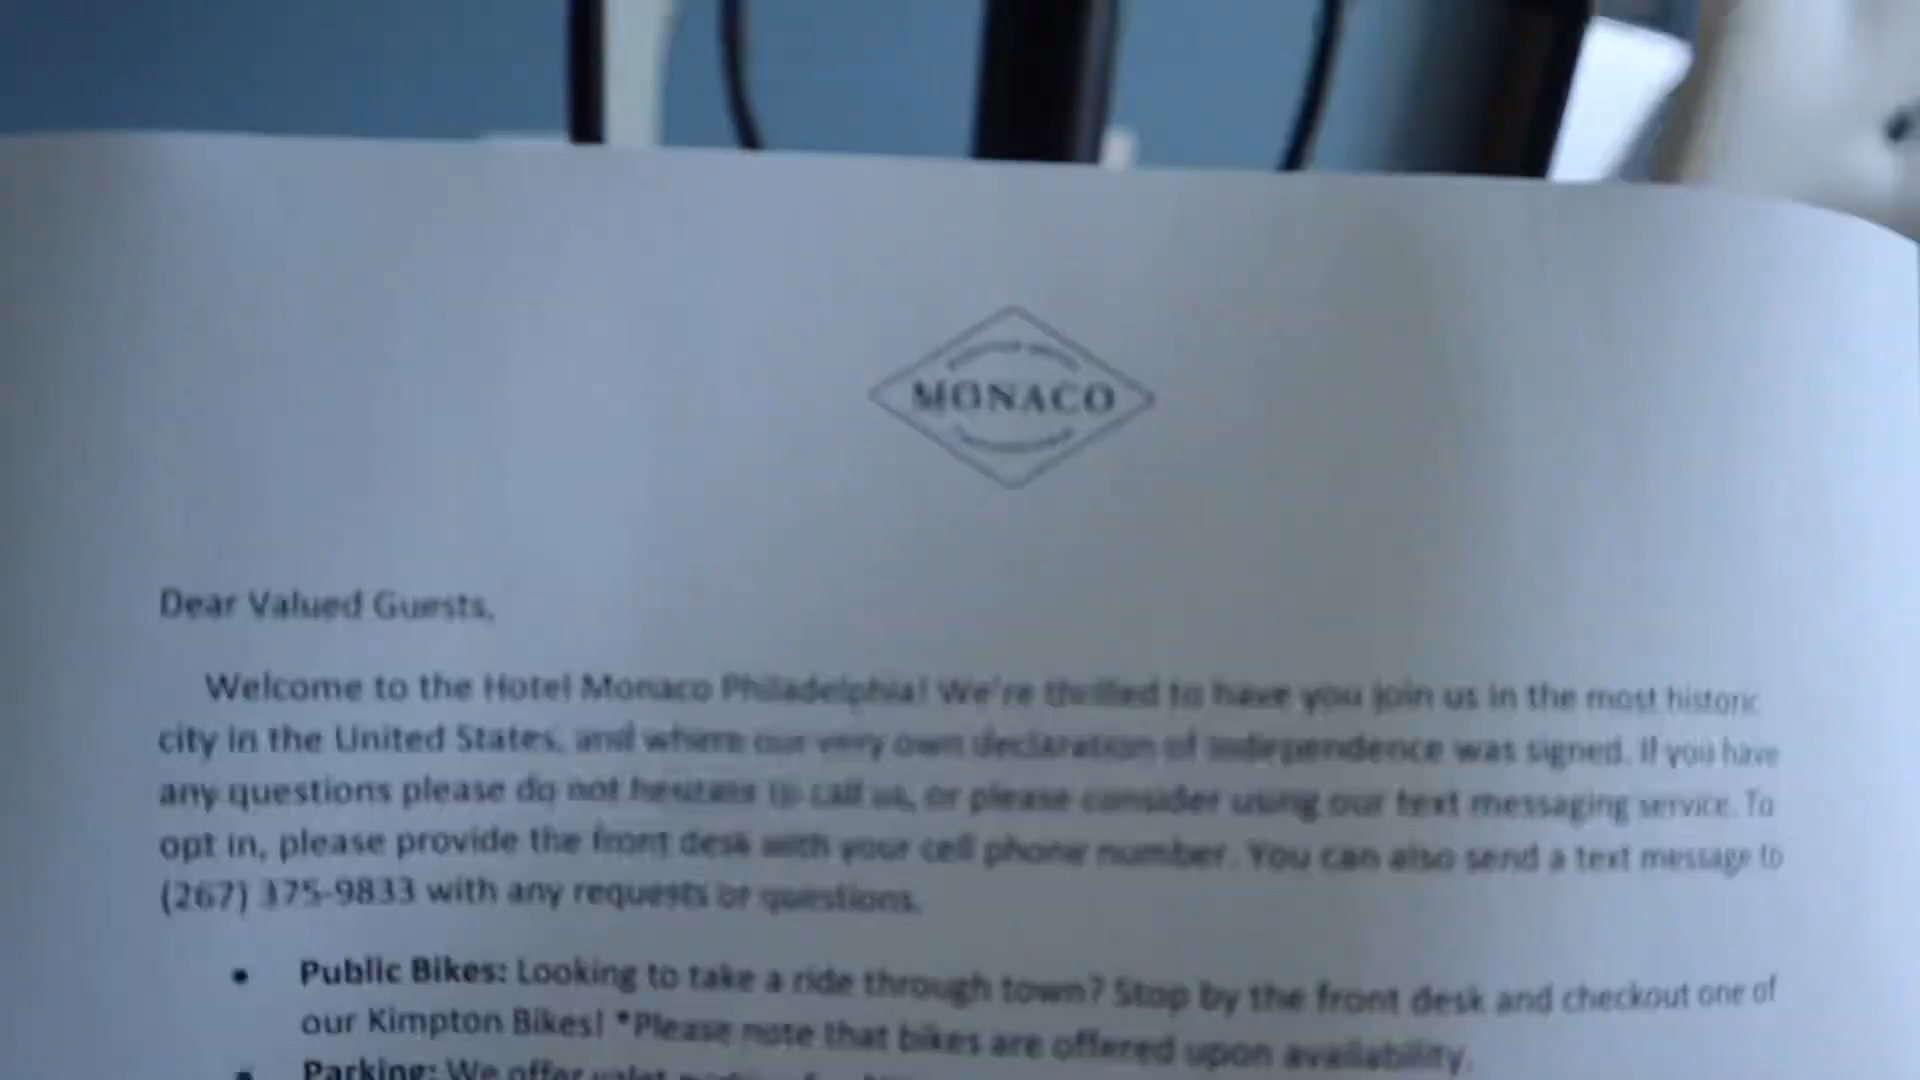 MONACO
Dear Valued Guests,
Welcome to the Hotel Monaco Philadelphia! We're thrilled to have you join us in the most historic
city in the United States, and where our very own declaration of independence was signed. If you have
any questions please do not hesitate to call us, or please consider using our text messaging service. To
opt in, please provide the front desk with your cell phone number. You can also send a text message to
(267) 375-9833 with any requests or questions.
• Public Bikes: Looking to take a ride through town? Stop by the front desk and checkout one of
our Kimpton Bikes! *Please note that bikes are offered upon availability.
• Parking: We offer valet